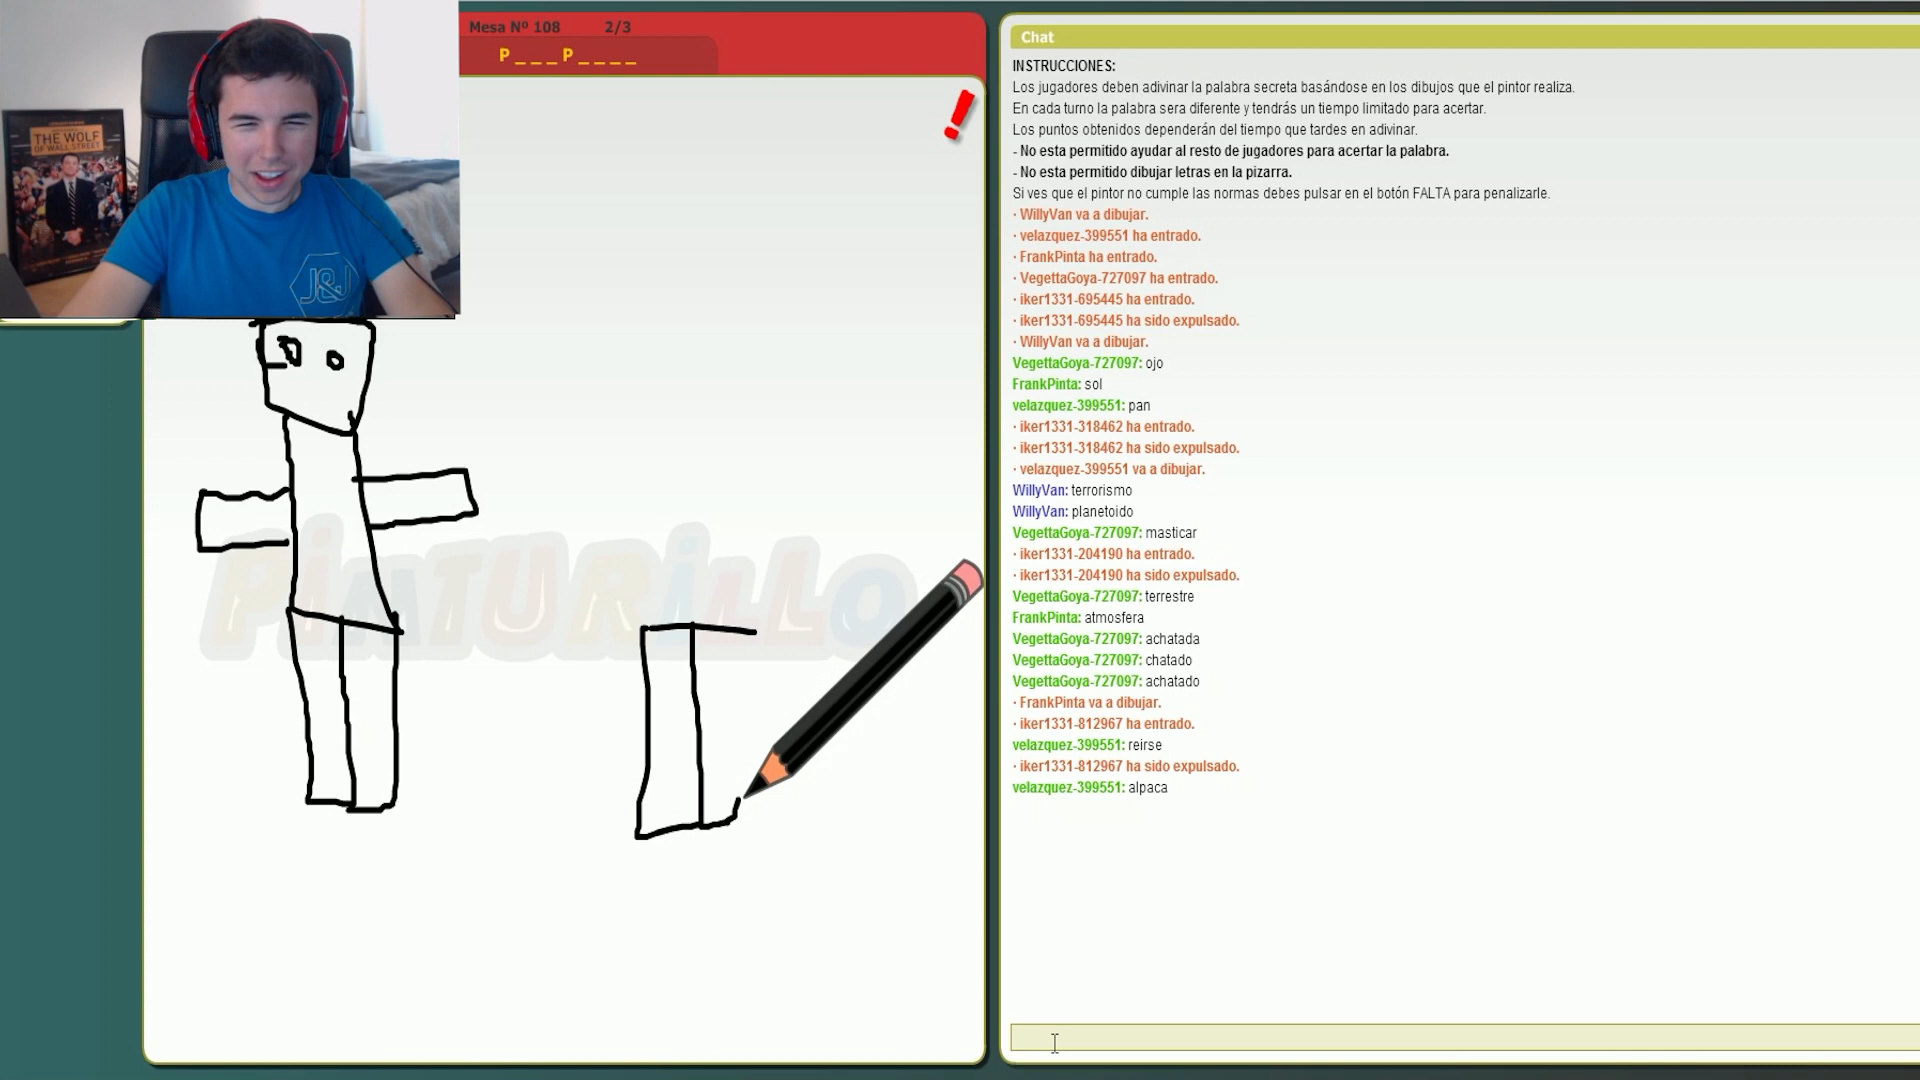 Mesa Nº 108 2/3
P _ _ _ P _ _ _ _
THE WOLF
OF WALL STREET
J&J
PINTURILLO
Chat
INSTRUCCIONES:
Los jugadores deben adivinar la palabra secreta basándose en los dibujos que el pintor realiza.
En cada turno la palabra sera diferente y tendrás un tiempo limitado para acertar.
Los puntos obtenidos dependerán del tiempo que tardes en adivinar.
- No esta permitido ayudar al resto de jugadores para acertar la palabra.
- No esta permitido dibujar letras en la pizarra.
Si ves que el pintor no cumple las normas debes pulsar en el botón FALTA para penalizarle.
· WillyVan va a dibujar.
· velazquez-399551 ha entrado.
· FrankPinta ha entrado.
· VegettaGoya-727097 ha entrado.
· iker1331-695445 ha entrado.
· iker1331-695445 ha sido expulsado.
· WillyVan va a dibujar.
VegettaGoya-727097: ojo
FrankPinta: sol
velazquez-399551: pan
· iker1331-318462 ha entrado.
· iker1331-318462 ha sido expulsado.
· velazquez-399551 va a dibujar.
WillyVan: terrorismo
WillyVan: planetoido
VegettaGoya-727097: masticar
· iker1331-204190 ha entrado.
· iker1331-204190 ha sido expulsado.
VegettaGoya-727097: terrestre
FrankPinta: atmosfera
VegettaGoya-727097: achatada
VegettaGoya-727097: chatado
VegettaGoya-727097: achatado
· FrankPinta va a dibujar.
· iker1331-812967 ha entrado.
velazquez-399551: reirse
· iker1331-812967 ha sido expulsado.
velazquez-399551: alpaca